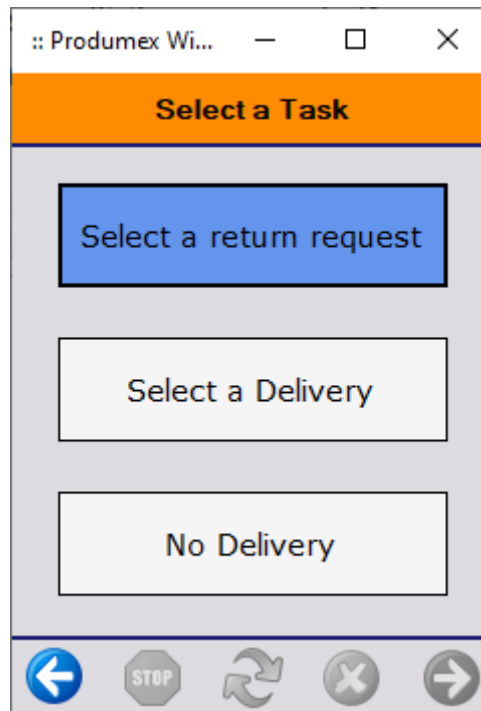 :: Produmex Wi...
Select a Task
Select a return request
Select a Delivery
No Delivery
STOP